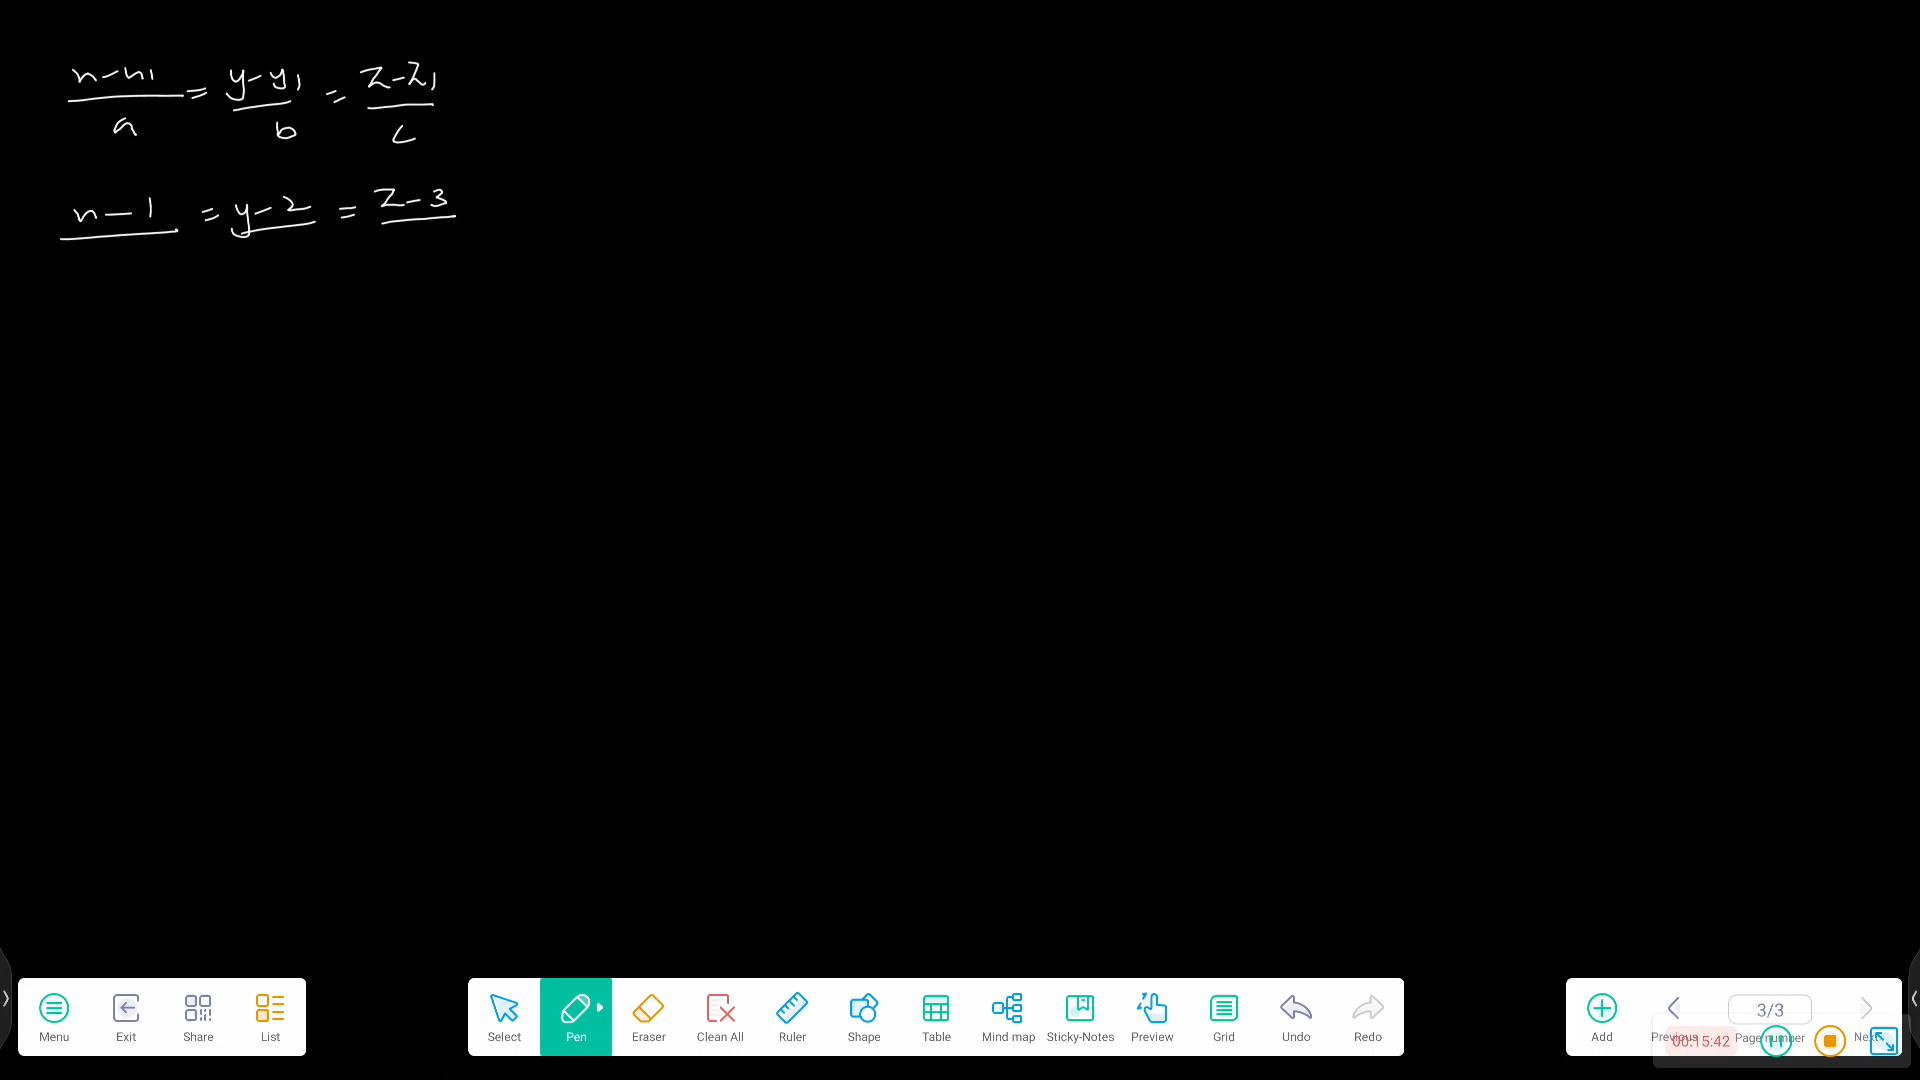 x-x₁/a = y-y₁/b = z-z₁/c
x-1 = y-2 = z-3
Menu Exit Share List Select Pen Eraser Clean All Ruler Shape Table Mind map Sticky-Notes Preview Grid Undo Redo Add Previous 3/3 Page number Next
00:15:42